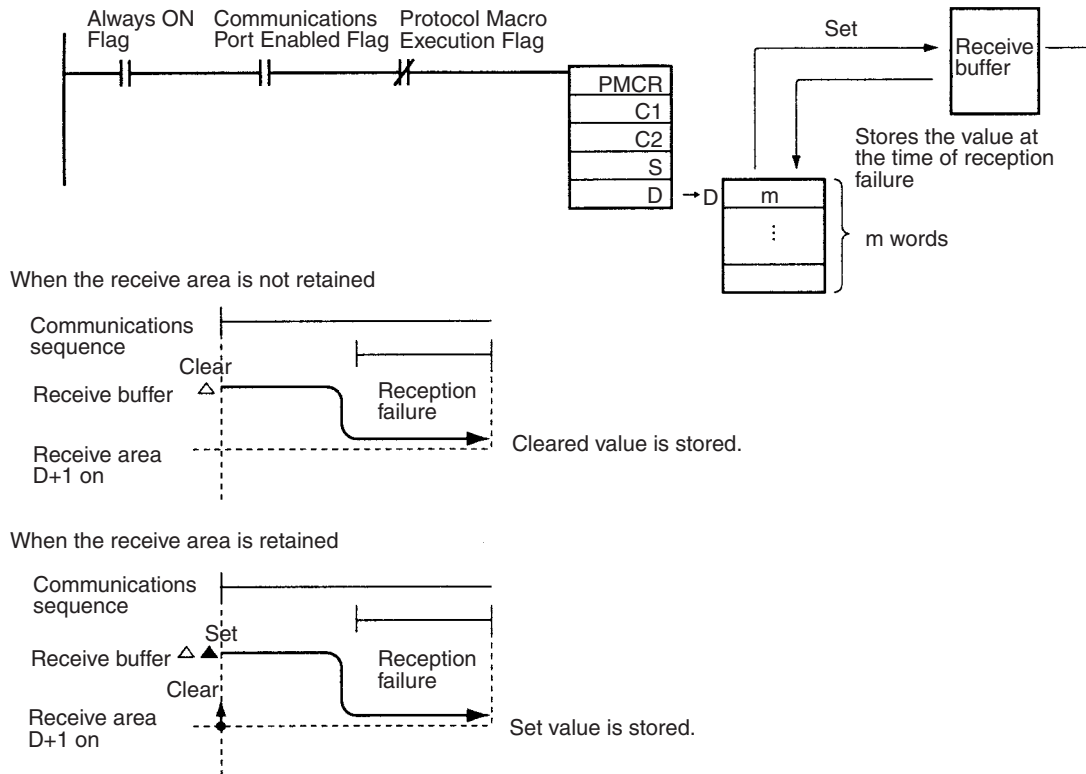 Always ON
Flag
Communications
Port Enabled Flag
Protocol Macro
Execution Flag
PMCR
C1
C2
S
D
D
m
⋮
m words
Set
Receive
buffer
Stores the value at
the time of reception
failure
When the receive area is not retained
Communications
sequence
Clear
Receive buffer
Reception
failure
Receive area
D+1 on
Cleared value is stored.
When the receive area is retained
Communications
sequence
Set
Receive buffer
Reception
failure
Clear
Receive area
D+1 on
Set value is stored.